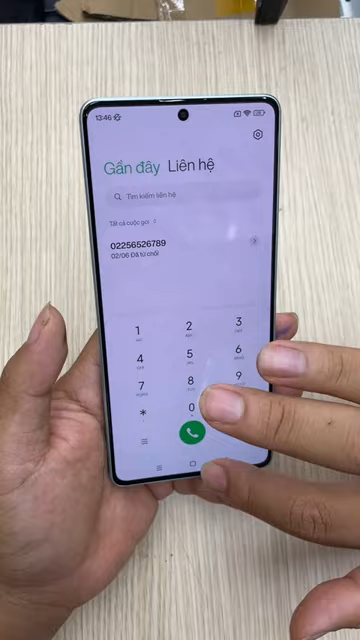 13:46
Gần đây Liên hệ
Tìm kiếm liên hệ
Tất cả cuộc gọi
02256526789
02/06 Đã từ chối
1 2 3
4 5 6
7 8 9
* 0